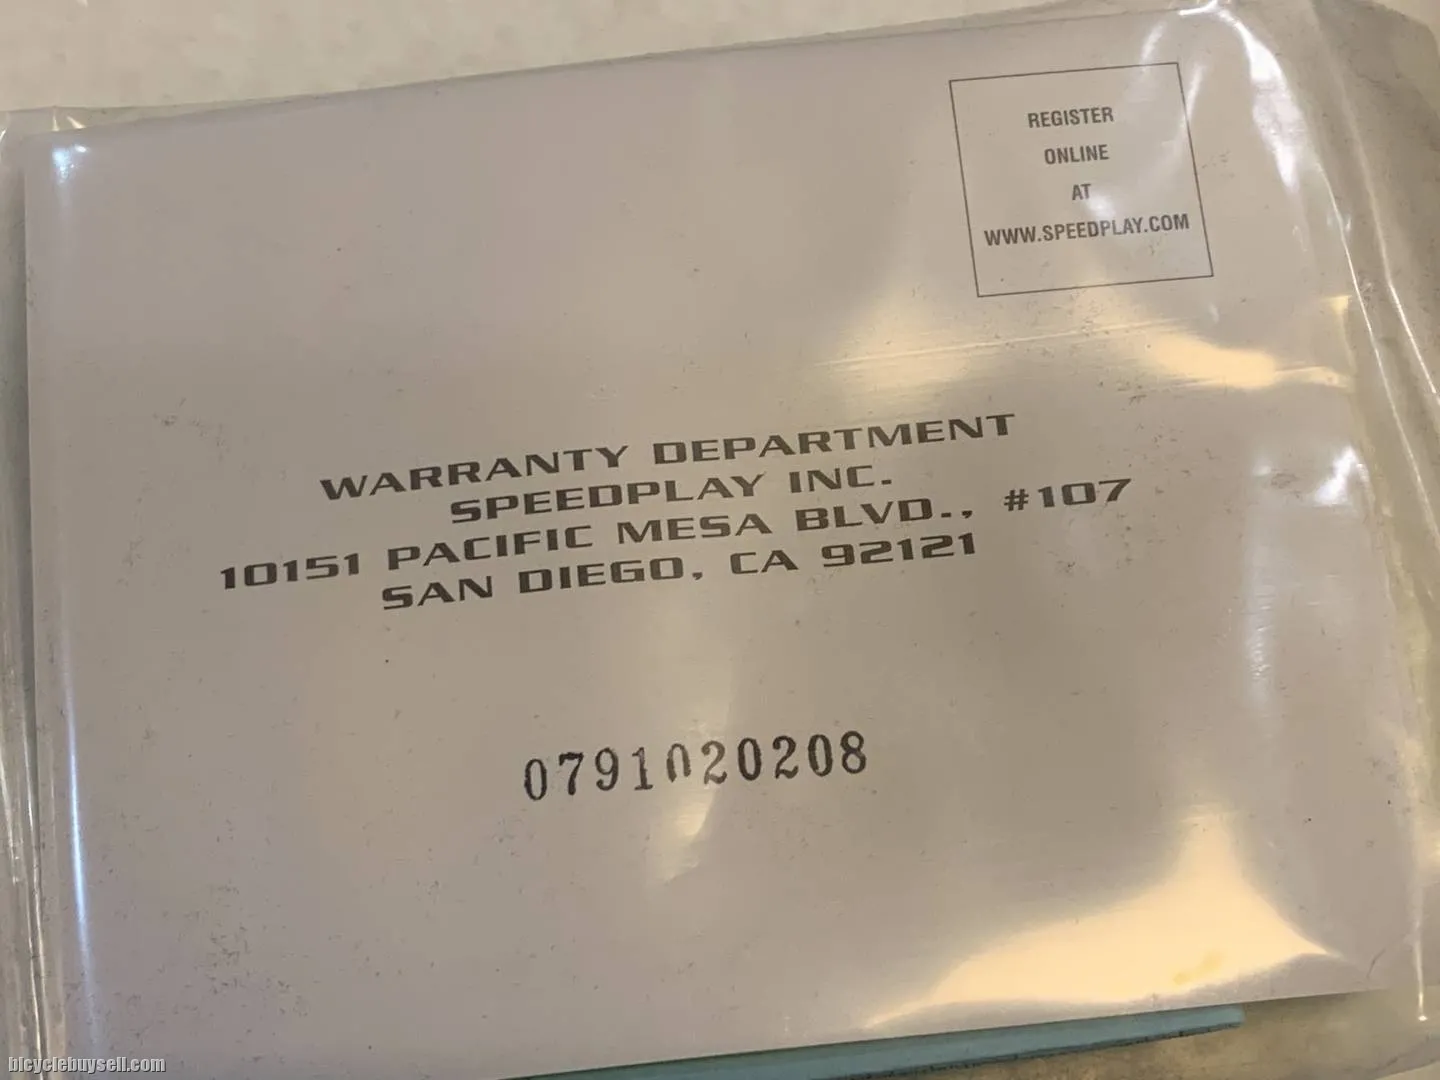 REGISTER
ONLINE
AT
WWW.SPEEDPLAY.COM
WARRANTY DEPARTMENT
SPEEDPLAY INC.
10151 PACIFIC MESA BLVD., #107
SAN DIEGO, CA 92121
0791020208
bicyclebuysell.com